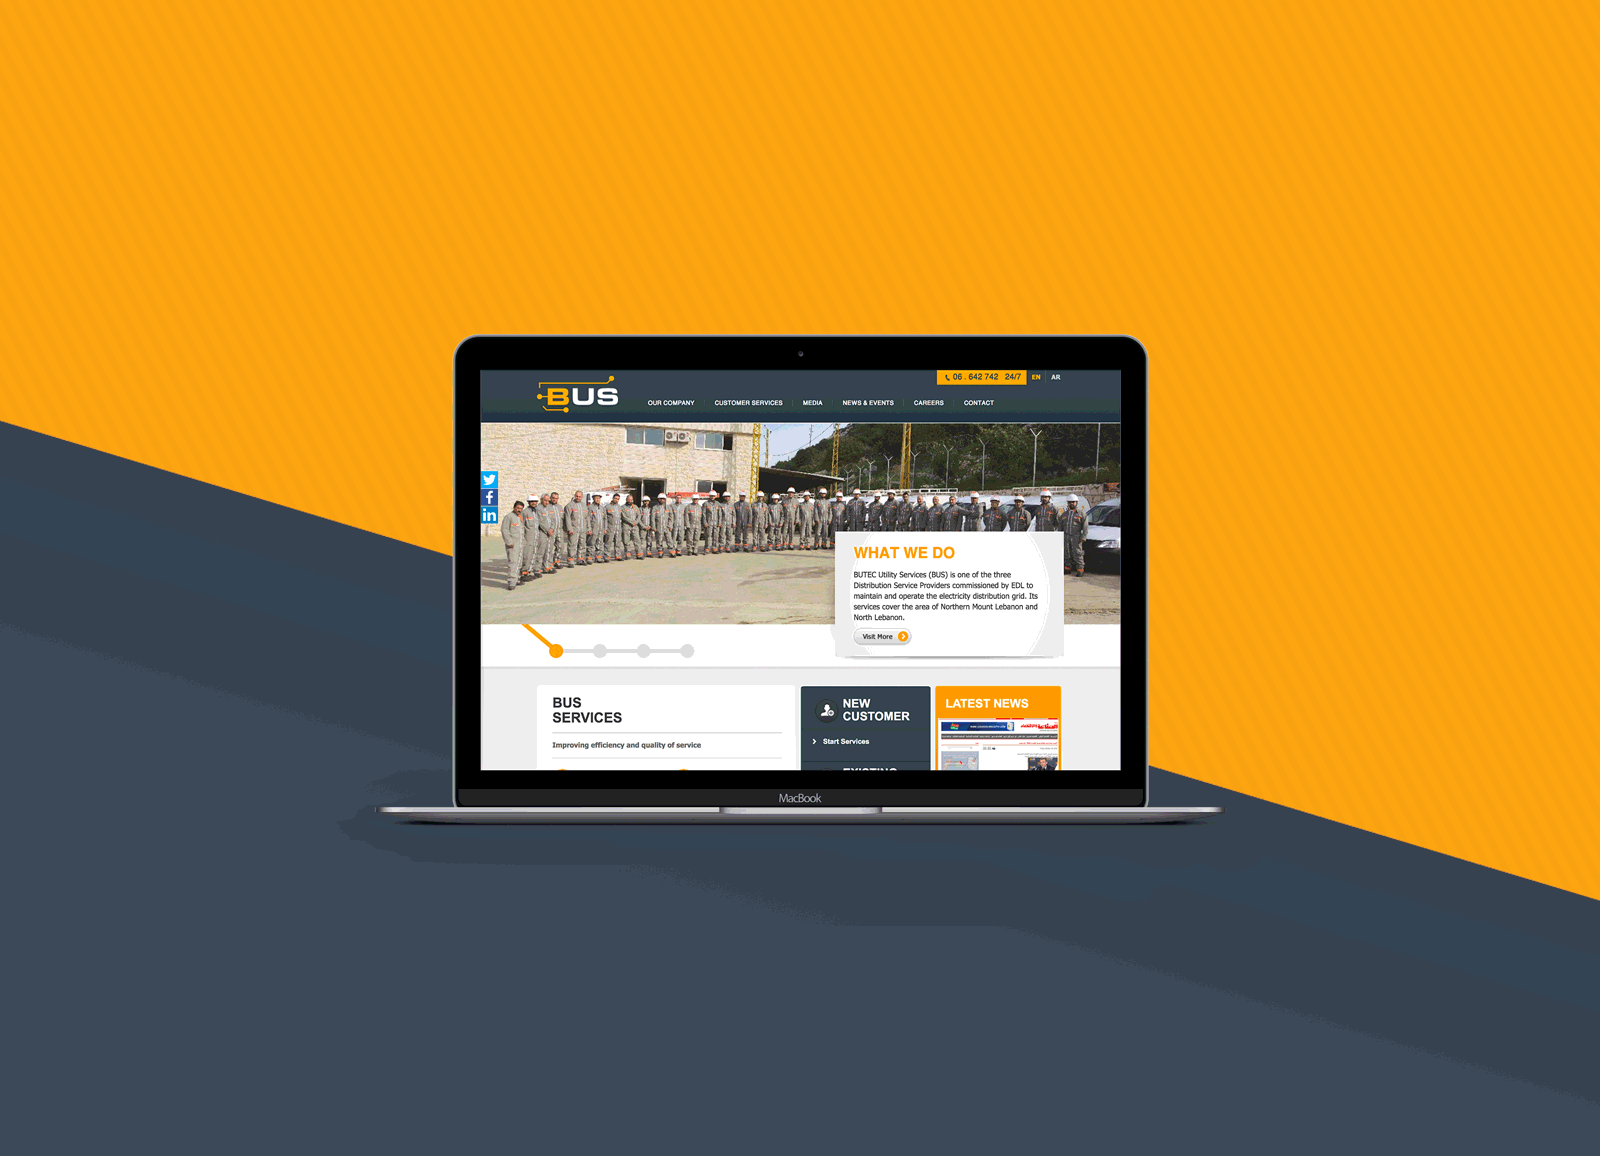 06 . 642 742 24/7 EN AR
BUS
OUR COMPANY CUSTOMER SERVICES MEDIA NEWS & EVENTS CAREERS CONTACT
WHAT WE DO
BUTEC Utility Services (BUS) is one of the three
Distribution Service Providers commissioned by EDL to
maintain and operate the electricity distribution grid. Its
services cover the area of Northern Mount Lebanon and
North Lebanon.
Visit More
BUS
SERVICES
Improving efficiency and quality of service
NEW
CUSTOMER
Start Services
EXISTING
LATEST NEWS
MacBook